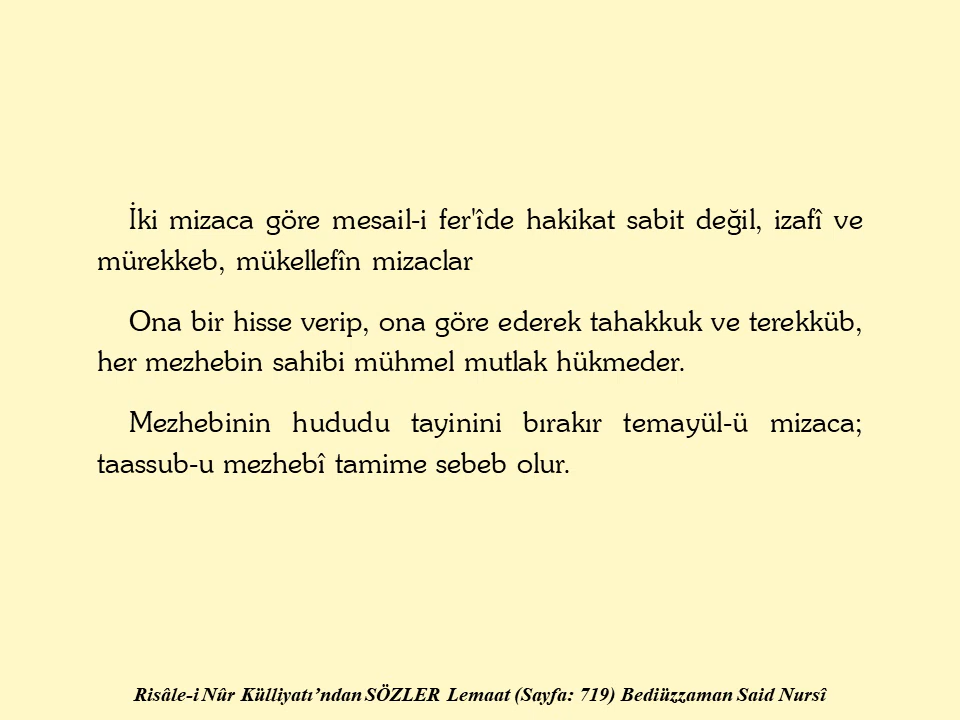 İki mizaca göre mesail-i fer'îde hakikat sabit değil, izafî ve
mürekkeb, mükellefîn mizaclar
Ona bir hisse verip, ona göre ederek tahakkuk ve terekküb,
her mezhebin sahibi mühmel mutlak hükmeder.
Mezhebinin hududu tayinini bırakır temayül-ü mizaca;
taassub-u mezhebî tamime sebeb olur.
Risâle-i Nûr Külliyatı’ndan SÖZLER Lemaat (Sayfa: 719) Bediüzzaman Said Nursî